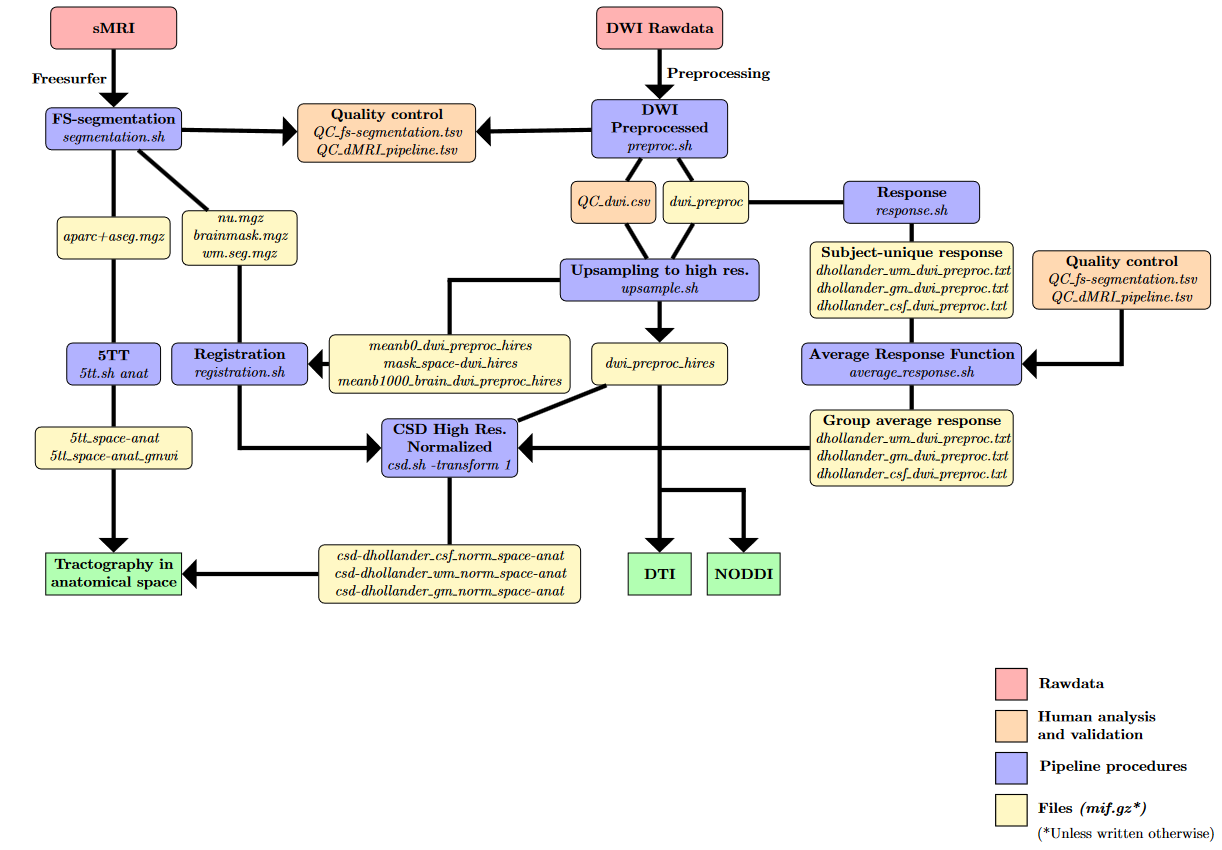 sMRI
DWI Rawdata
Freesurfer
Preprocessing
FS-segmentation
segmentation.sh
Quality control
QC_fs-segmentation.tsv
QC_dMRI_pipeline.tsv
DWI
Preprocessed
preproc.sh
QC_dwi.csv
dwi_preproc
Response
response.sh
aparc+aseg.mgz
nu.mgz
brainmask.mgz
wm.seg.mgz
Upsampling to high res.
upsample.sh
Subject-unique response
dhollander_wm_dwi_preproc.txt
dhollander_gm_dwi_preproc.txt
dhollander_csf_dwi_preproc.txt
Quality control
QC_fs-segmentation.tsv
QC_dMRI_pipeline.tsv
5TT
5tt.sh anat
Registration
registration.sh
meanb0_dwi_preproc_hires
mask_space-dwi_hires
meanb1000_brain_dwi_preproc_hires
dwi_preproc_hires
Average Response Function
average_response.sh
5tt_space-anat
5tt_space-anat_gmwi
CSD High Res.
Normalized
csd.sh -transform 1
Group average response
dhollander_wm_dwi_preproc.txt
dhollander_gm_dwi_preproc.txt
dhollander_csf_dwi_preproc.txt
Tractography in
anatomical space
csd-dhollander_csf_norm_space-anat
csd-dhollander_wm_norm_space-anat
csd-dhollander_gm_norm_space-anat
DTI
NODDI
Rawdata
Human analysis
and validation
Pipeline procedures
Files (mif.gz*)
(*Unless written otherwise)